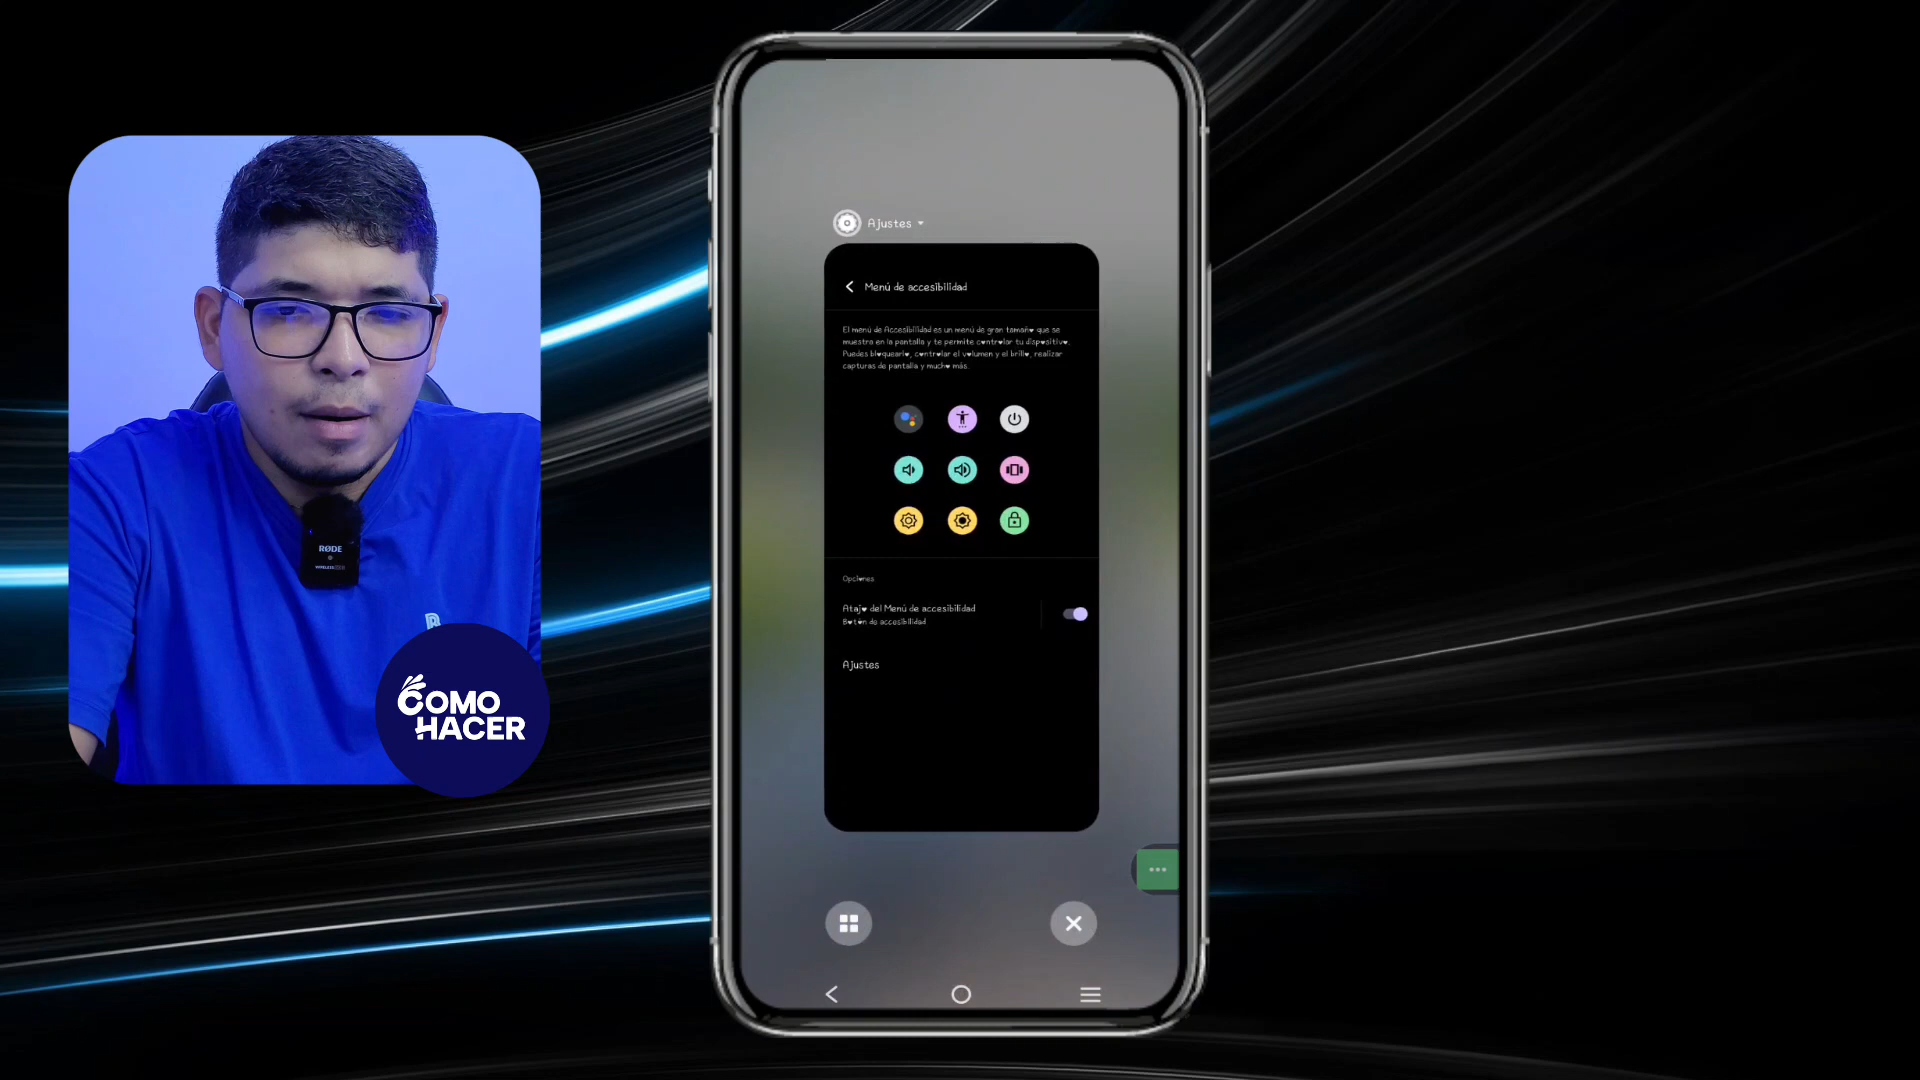 Ajustes
Menú de accesibilidad
El menú de Accesibilidad es un menú de gran tamaño que se
muestra en la pantalla y te permite controlar tu dispositivo.
Puedes bloquearlo, controlar el volumen y el brillo, realizar
capturas de pantalla y mucho más.
Opciones
Atajo del Menú de accesibilidad
Botón de accesibilidad
Ajustes
RØDE
COMO
HACER